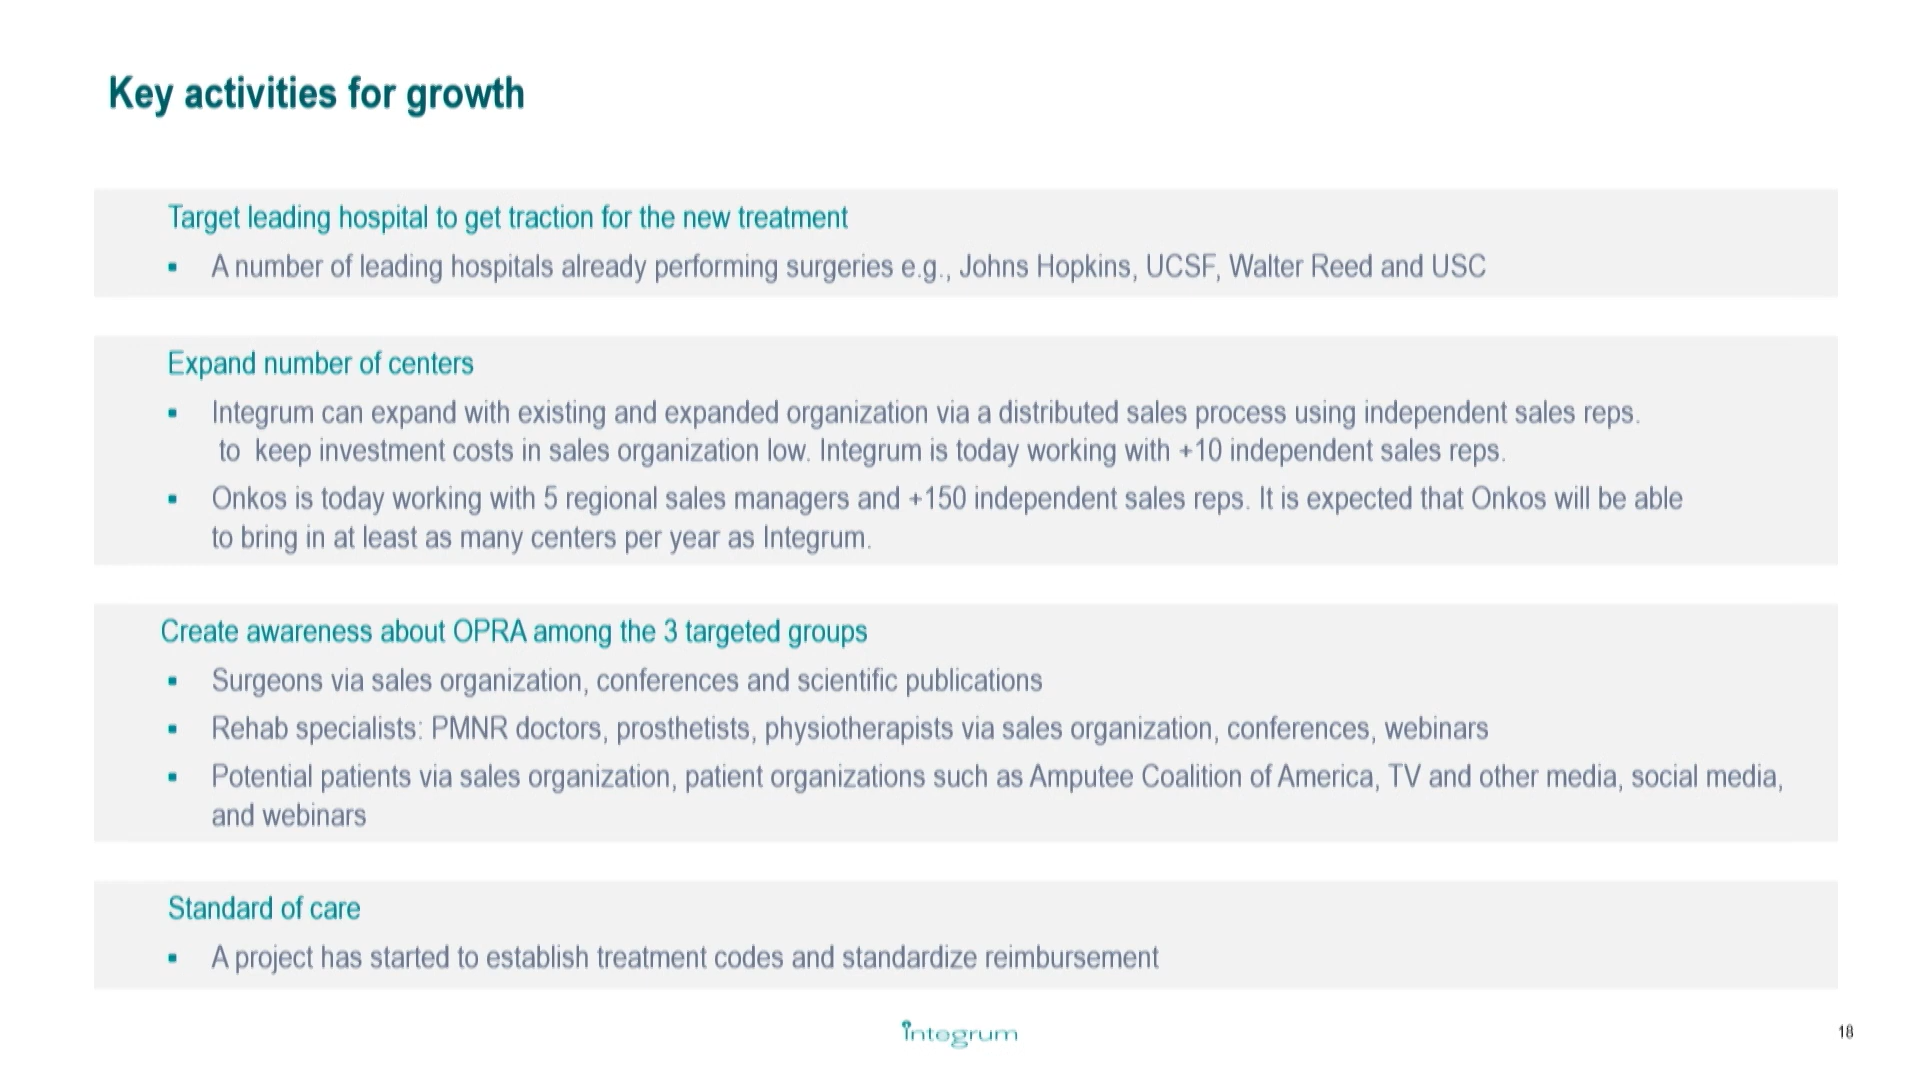 Key activities for growth
Target leading hospital to get traction for the new treatment
▪ A number of leading hospitals already performing surgeries e.g., Johns Hopkins, UCSF, Walter Reed and USC
Expand number of centers
▪ Integrum can expand with existing and expanded organization via a distributed sales process using independent sales reps.
to keep investment costs in sales organization low. Integrum is today working with +10 independent sales reps.
▪ Onkos is today working with 5 regional sales managers and +150 independent sales reps. It is expected that Onkos will be able
to bring in at least as many centers per year as Integrum.
Create awareness about OPRA among the 3 targeted groups
▪ Surgeons via sales organization, conferences and scientific publications
▪ Rehab specialists: PMNR doctors, prosthetists, physiotherapists via sales organization, conferences, webinars
▪ Potential patients via sales organization, patient organizations such as Amputee Coalition of America, TV and other media, social media,
and webinars
Standard of care
▪ A project has started to establish treatment codes and standardize reimbursement
integrum
18